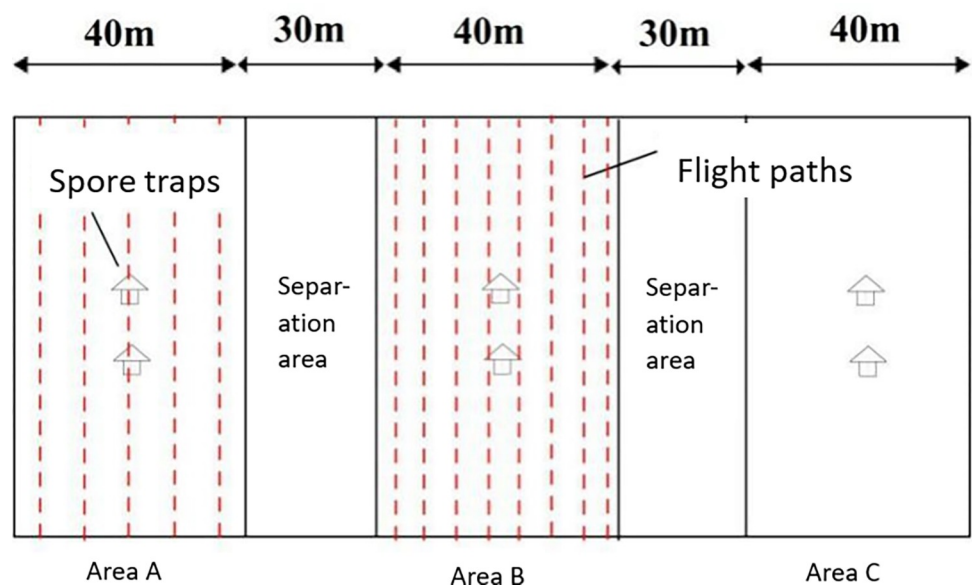 40m
30m
40m
30m
40m
Spore traps
Flight paths
Separ-
ation
area
Separ-
ation
area
Area A
Area B
Area C